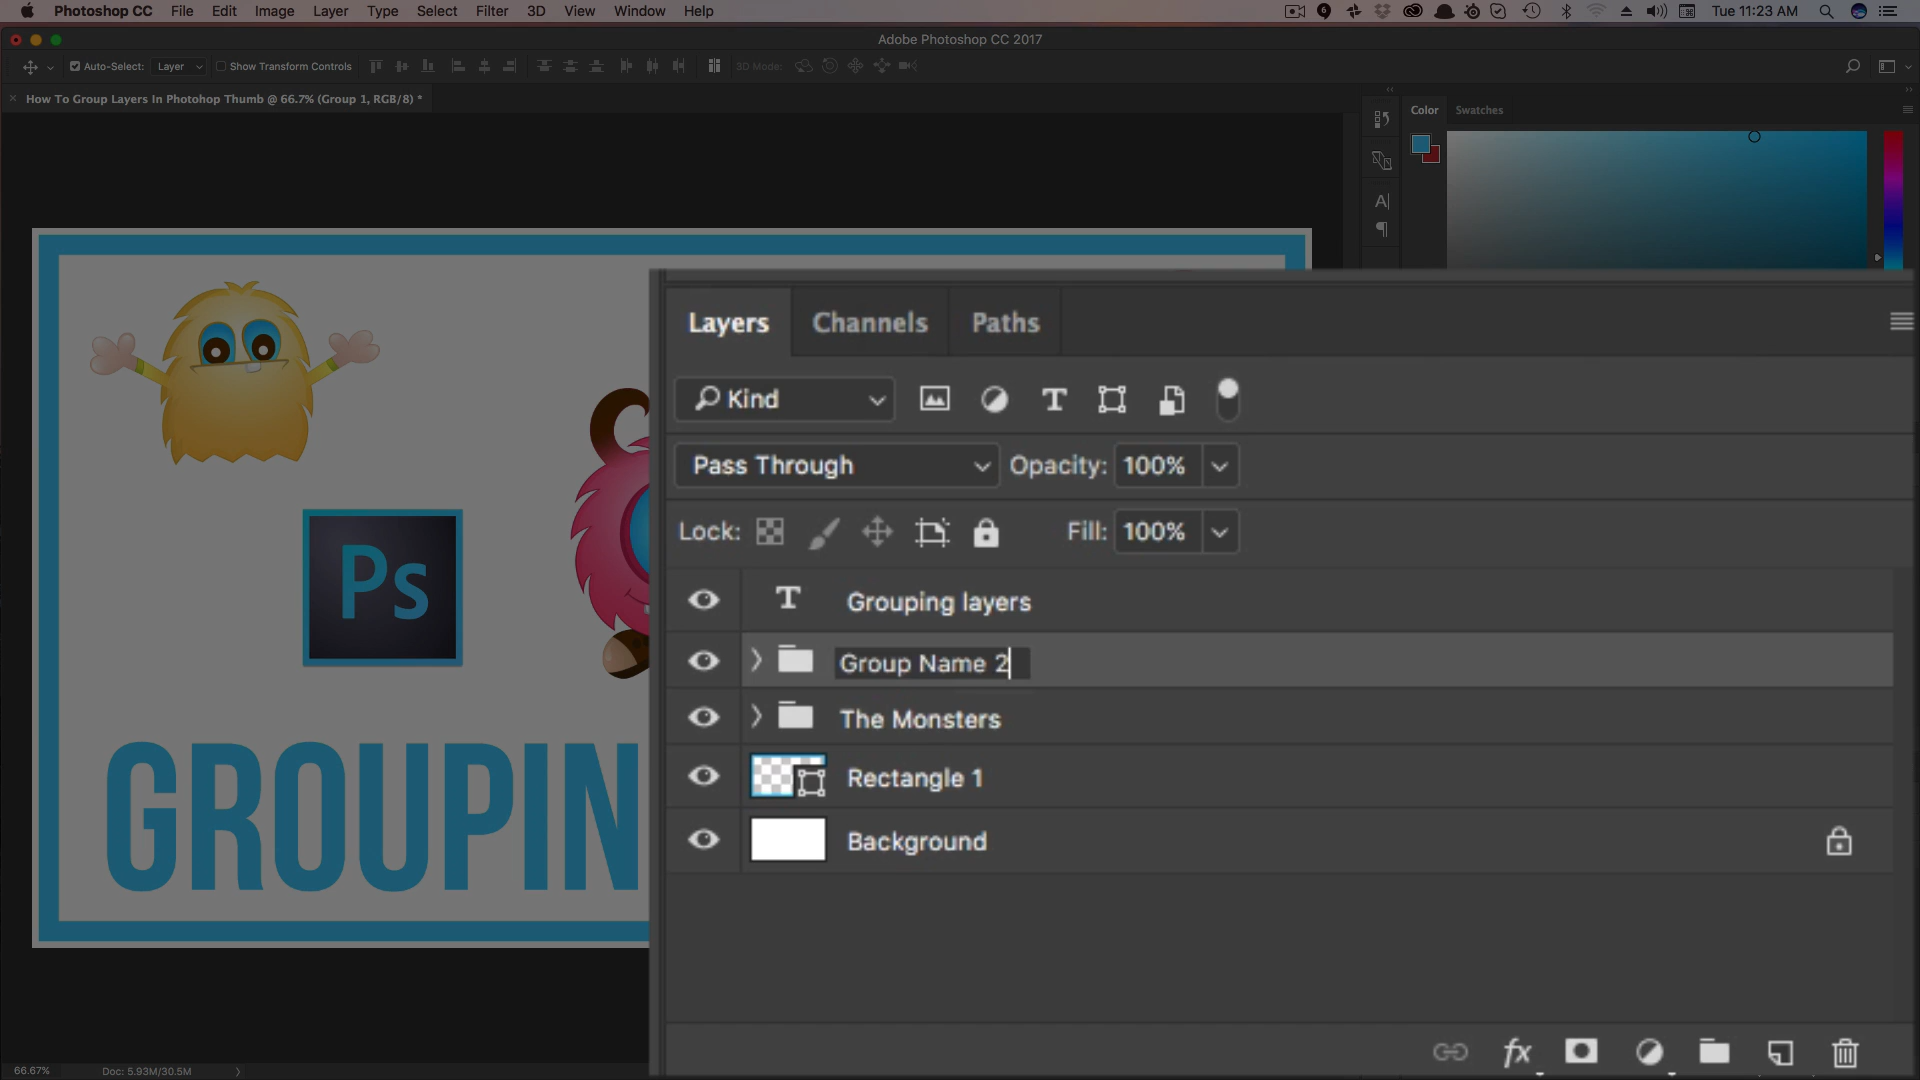 Photoshop CC File Edit Image Layer Type Select Filter 3D View Window Help Tue 11:23 AM
Adobe Photoshop CC 2017
Auto-Select: Layer Show Transform Controls 3D Mode:
How To Group Layers In Photohop Thumb @ 66.7% (Group 1, RGB/8) *
Color Swatches
A
Layers Channels Paths
Kind T
Pass Through Opacity: 100%
Lock: Fill: 100%
T Grouping layers
Group Name 2
The Monsters
Rectangle 1
Background
fx
Ps
GROUPIN
66.67% Doc: 5.93M/30.5M